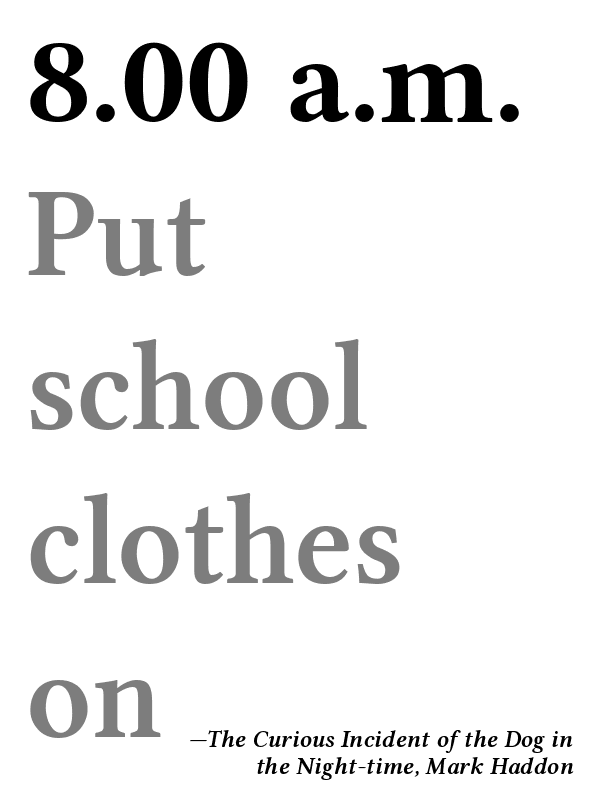 8.00 a.m.
Put
school
clothes
on
—The Curious Incident of the Dog in
the Night-time, Mark Haddon